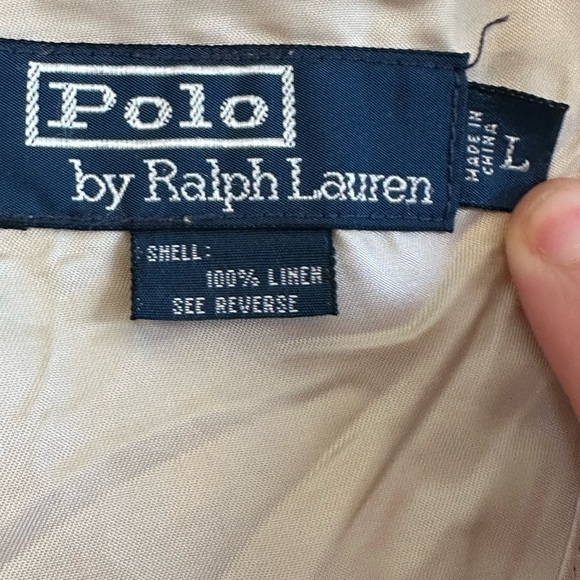 Polo
by Ralph Lauren
MADE IN
CHINA
L
SHELL:
100% LINEN
SEE REVERSE